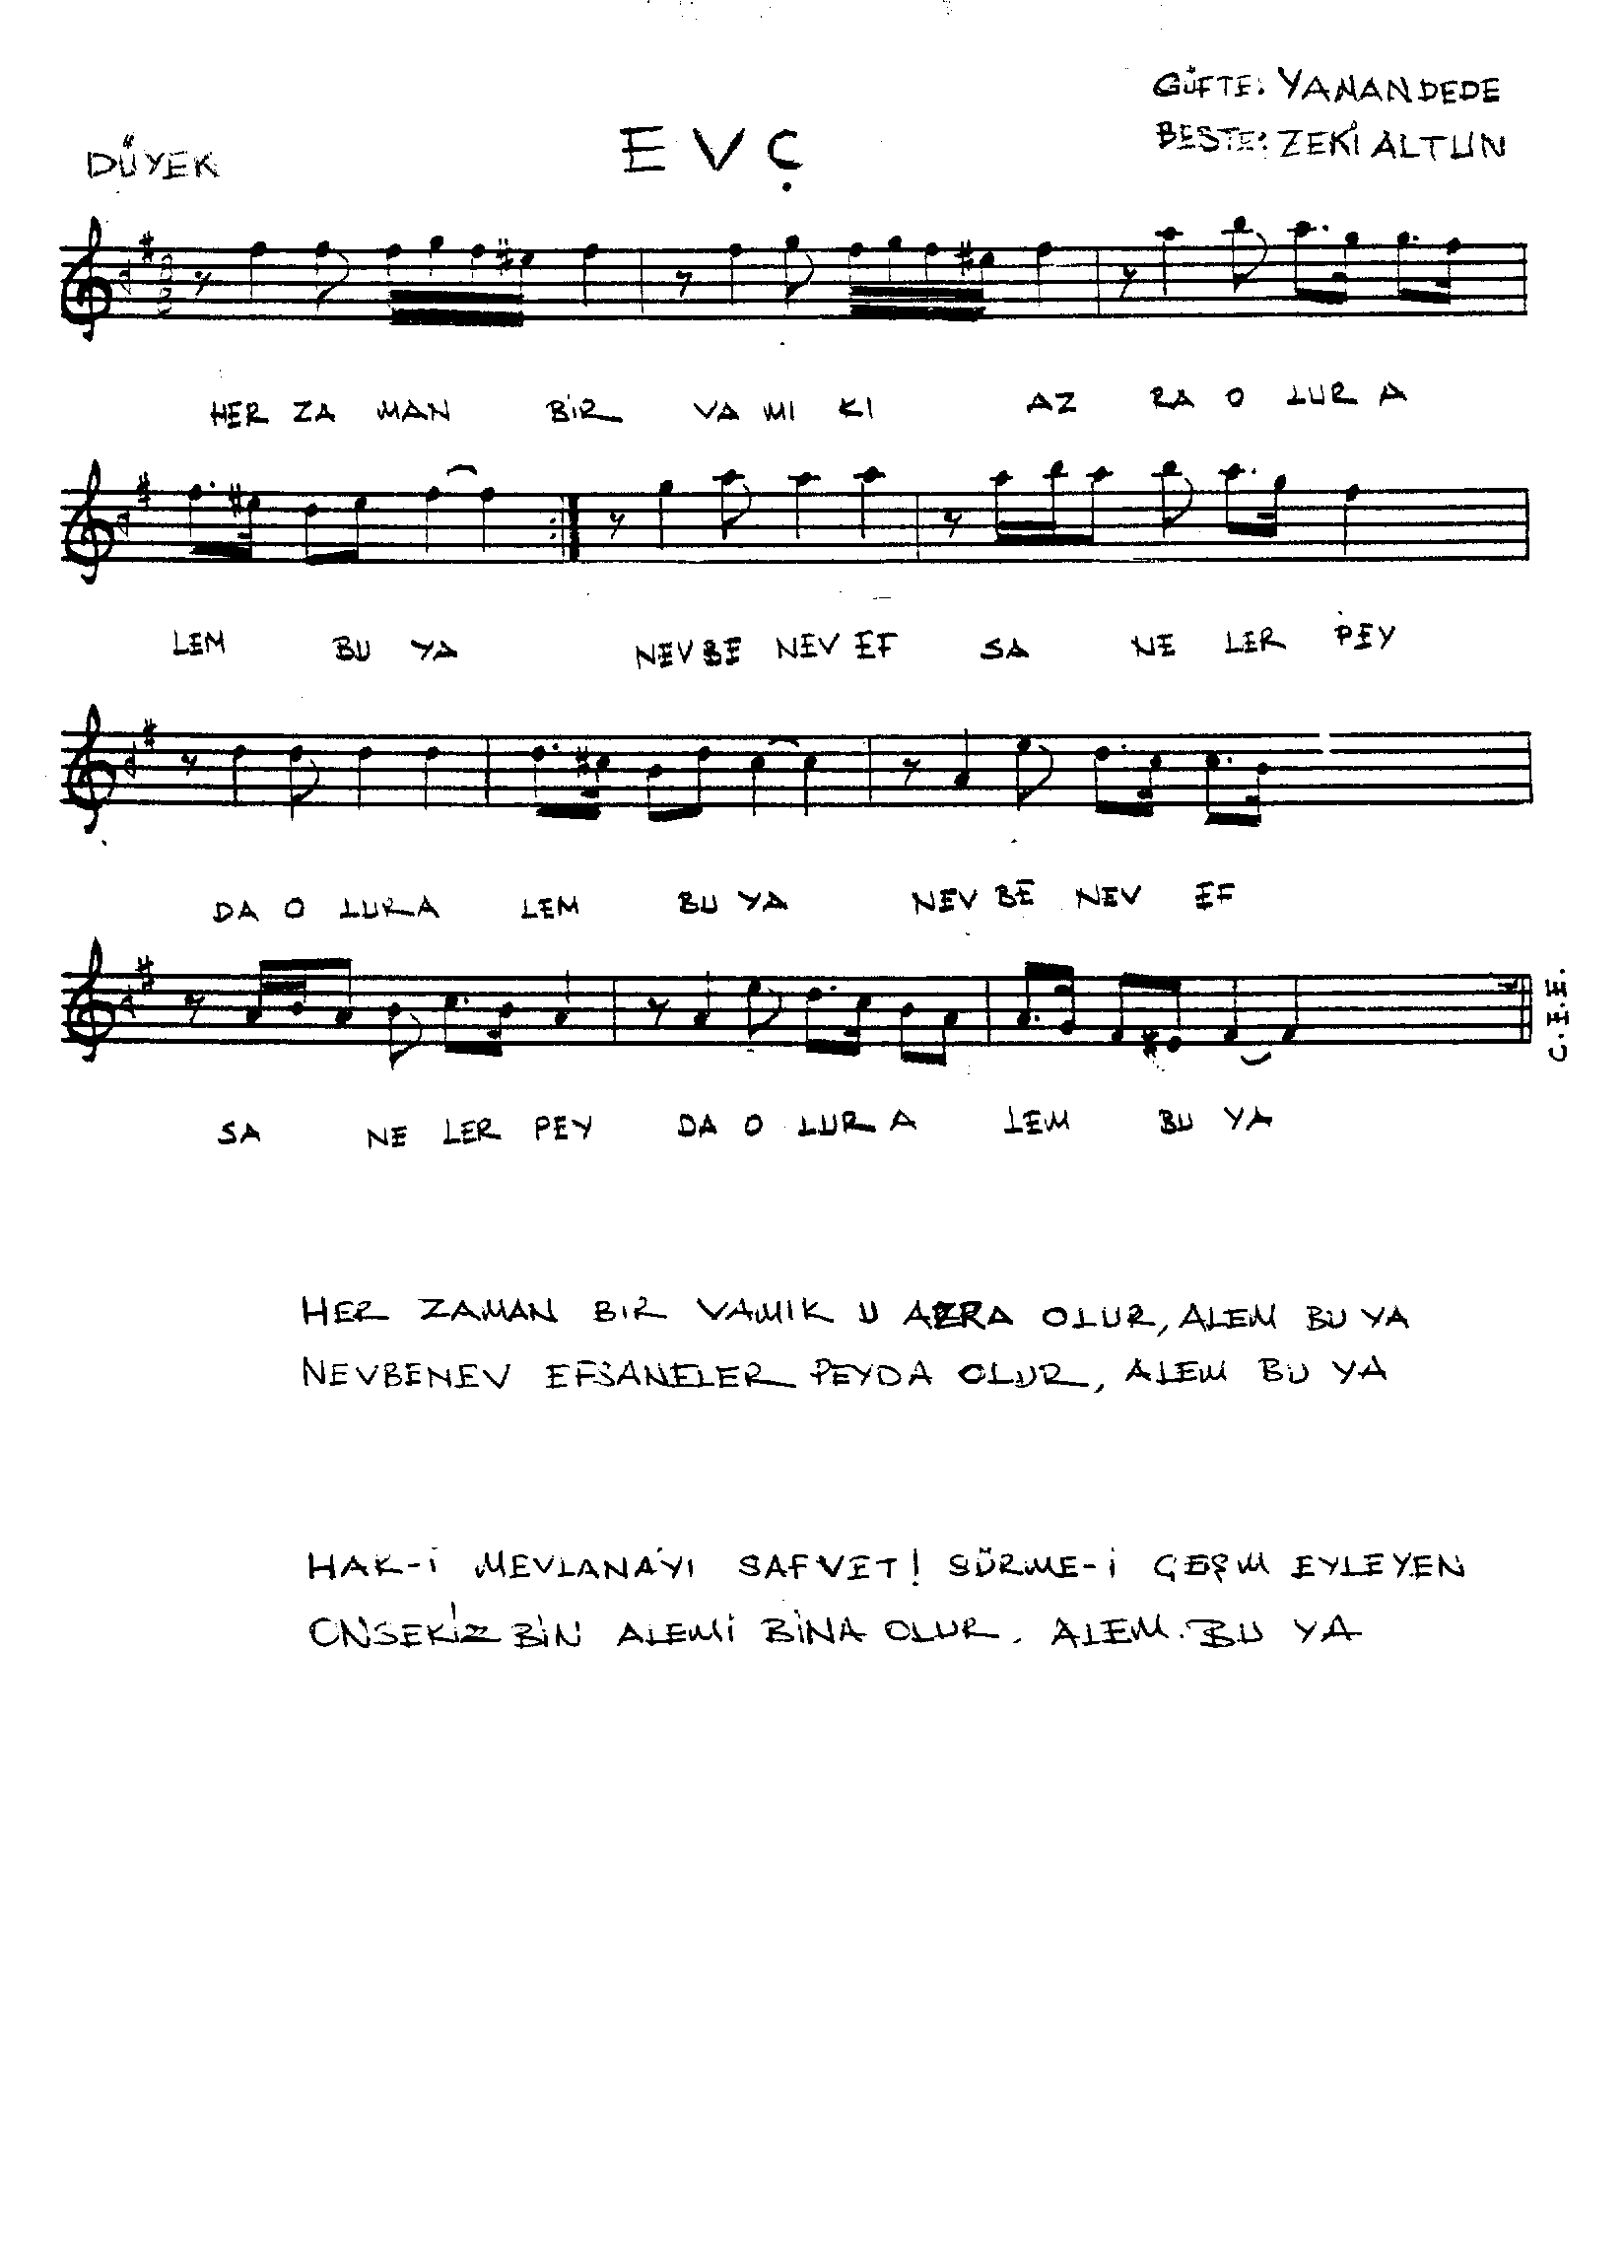 GÜFTE: YANANDEDE
DÜYEK EVÇ BESTE: ZEKİ ALTUN
HER ZA MAN BİR VA MI KI AZ RA O LUR A
LEM BU YA NEV BE NEV EF SA NE LER PEY
DA O LUR A LEM BU YA NEV BE NEV EF
C.E.E.
SA NE LER PEY DA O LUR A LEM BU YA
HER ZAMAN BIR VAMIK U AZRA OLUR, ALEM BU YA
NEVBENEV EFSANELER PEYDA OLUR, ALEM BU YA
HAK-İ MEVLANA'YI SAFVET! SÜRME-İ ÇEŞM EYLEYEN
ONSEKİZ BİN ALEMİ BİNA OLUR. ALEM. BU YA